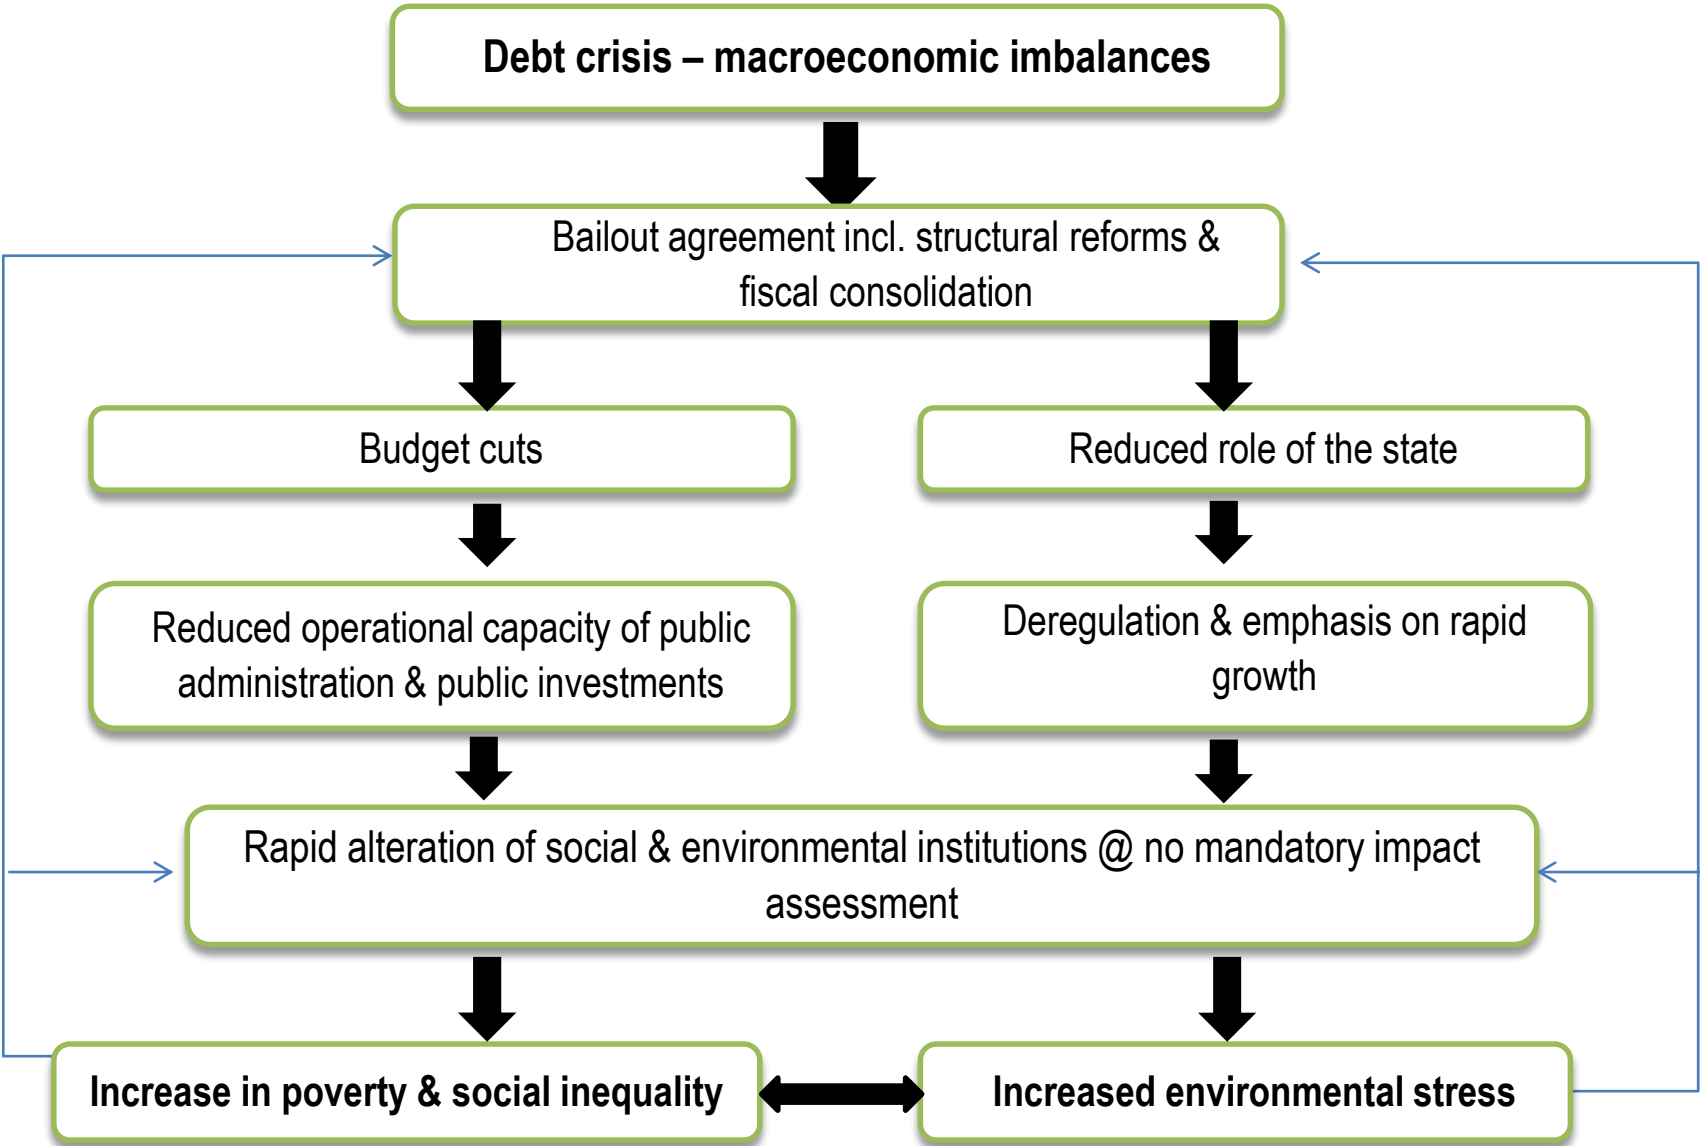 Debt crisis – macroeconomic imbalances
Bailout agreement incl. structural reforms &
fiscal consolidation
Budget cuts
Reduced role of the state
Reduced operational capacity of public
administration & public investments
Deregulation & emphasis on rapid
growth
Rapid alteration of social & environmental institutions @ no mandatory impact
assessment
Increase in poverty & social inequality
Increased environmental stress